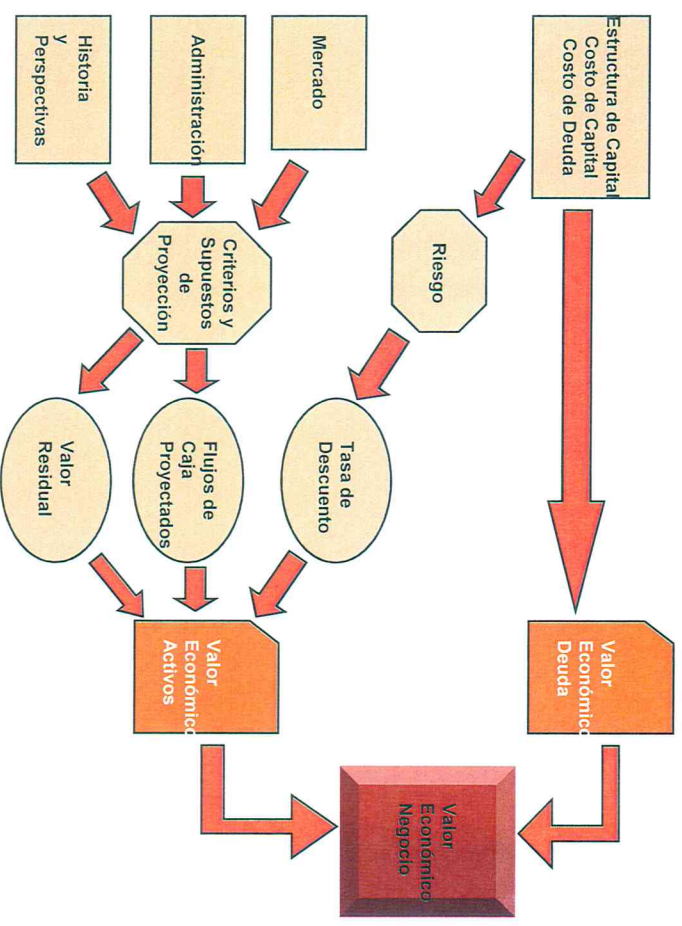 Estructura de Capital
Costo de Capital
Costo de Deuda
Valor
Económico
Deuda
Riesgo
Valor
Económico
Negocio
Mercado
Tasa de
Descuento
Administración
Criterios y
Supuestos
de
Proyección
Flujos de
Caja
Proyectados
Valor
Económico
Activos
Historia
y
Perspectivas
Valor
Residual